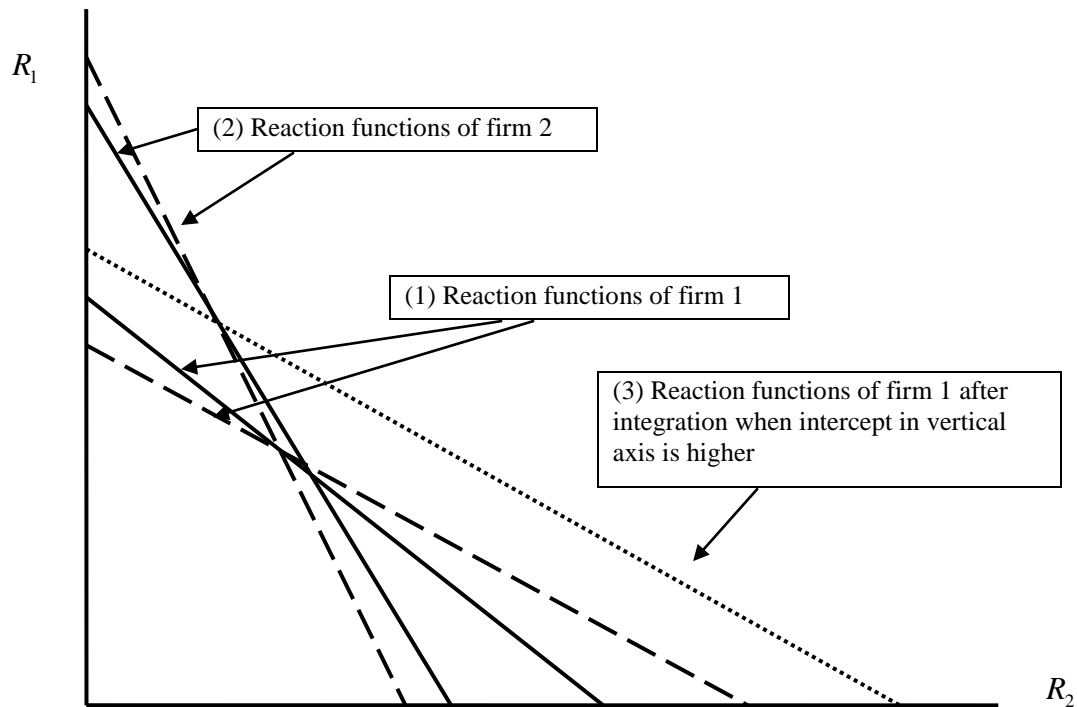 R1
(2) Reaction functions of firm 2
(1) Reaction functions of firm 1
(3) Reaction functions of firm 1 after
integration when intercept in vertical
axis is higher
R2